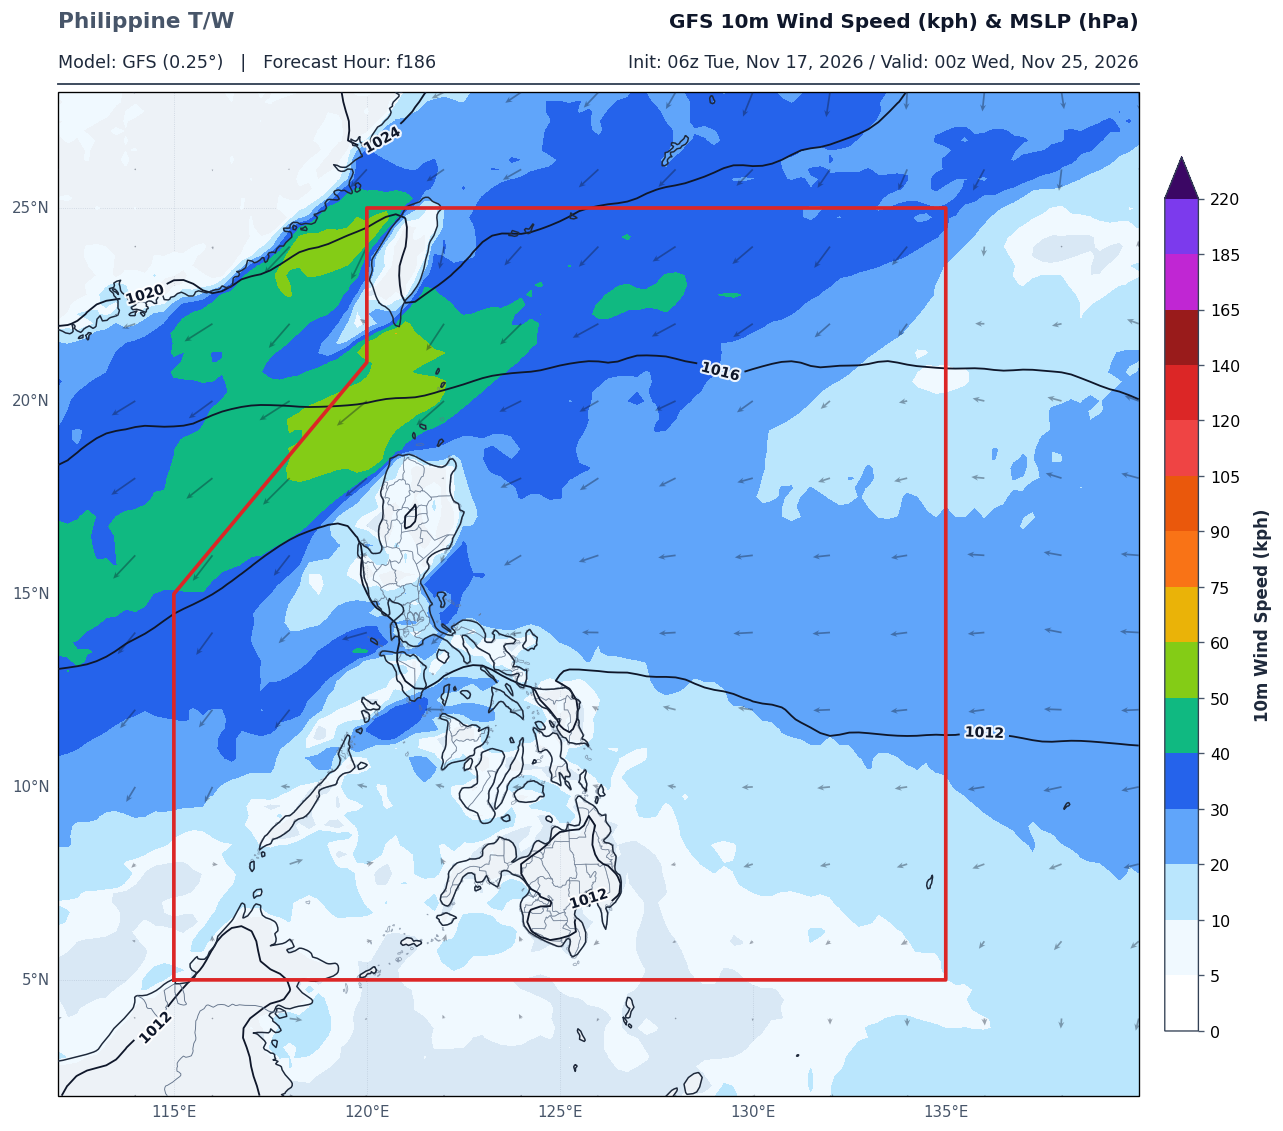 Philippine T/W
GFS 10m Wind Speed (kph) & MSLP (hPa)
Model: GFS (0.25°)   |   Forecast Hour: f186
Init: 06z Tue, Nov 17, 2026 / Valid: 00z Wed, Nov 25, 2026
1024
1020
1016
1012
1012
1012
25°N
20°N
15°N
10°N
5°N
115°E
120°E
125°E
130°E
135°E
220
185
165
140
120
105
90
75
60
50
40
30
20
10
5
0
10m Wind Speed (kph)